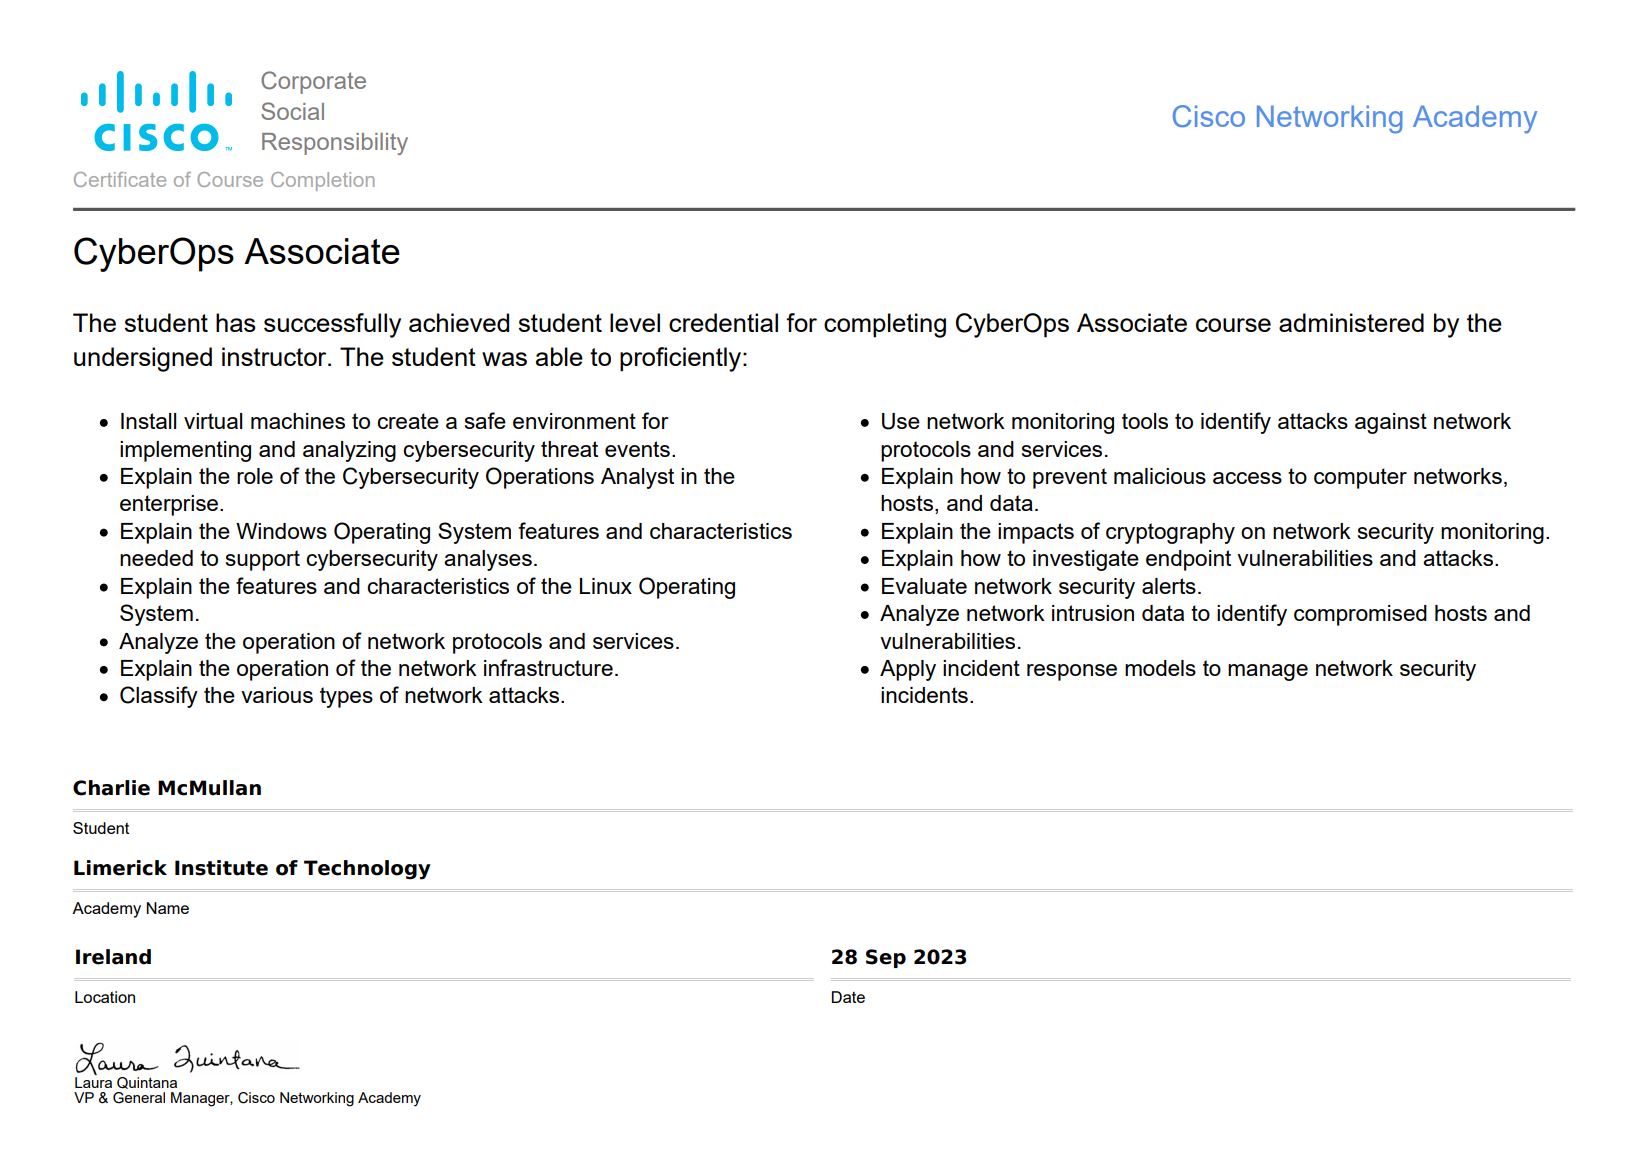 Corporate
Social
Responsibility
CISCO™
Cisco Networking Academy
Certificate of Course Completion
CyberOps Associate
The student has successfully achieved student level credential for completing CyberOps Associate course administered by the
undersigned instructor. The student was able to proficiently:
• Install virtual machines to create a safe environment for
implementing and analyzing cybersecurity threat events.
• Explain the role of the Cybersecurity Operations Analyst in the
enterprise.
• Explain the Windows Operating System features and characteristics
needed to support cybersecurity analyses.
• Explain the features and characteristics of the Linux Operating
System.
• Analyze the operation of network protocols and services.
• Explain the operation of the network infrastructure.
• Classify the various types of network attacks.
• Use network monitoring tools to identify attacks against network
protocols and services.
• Explain how to prevent malicious access to computer networks,
hosts, and data.
• Explain the impacts of cryptography on network security monitoring.
• Explain how to investigate endpoint vulnerabilities and attacks.
• Evaluate network security alerts.
• Analyze network intrusion data to identify compromised hosts and
vulnerabilities.
• Apply incident response models to manage network security
incidents.
Charlie McMullan
Student
Limerick Institute of Technology
Academy Name
Ireland
Location
28 Sep 2023
Date
Laura Quintana
Laura Quintana
VP & General Manager, Cisco Networking Academy